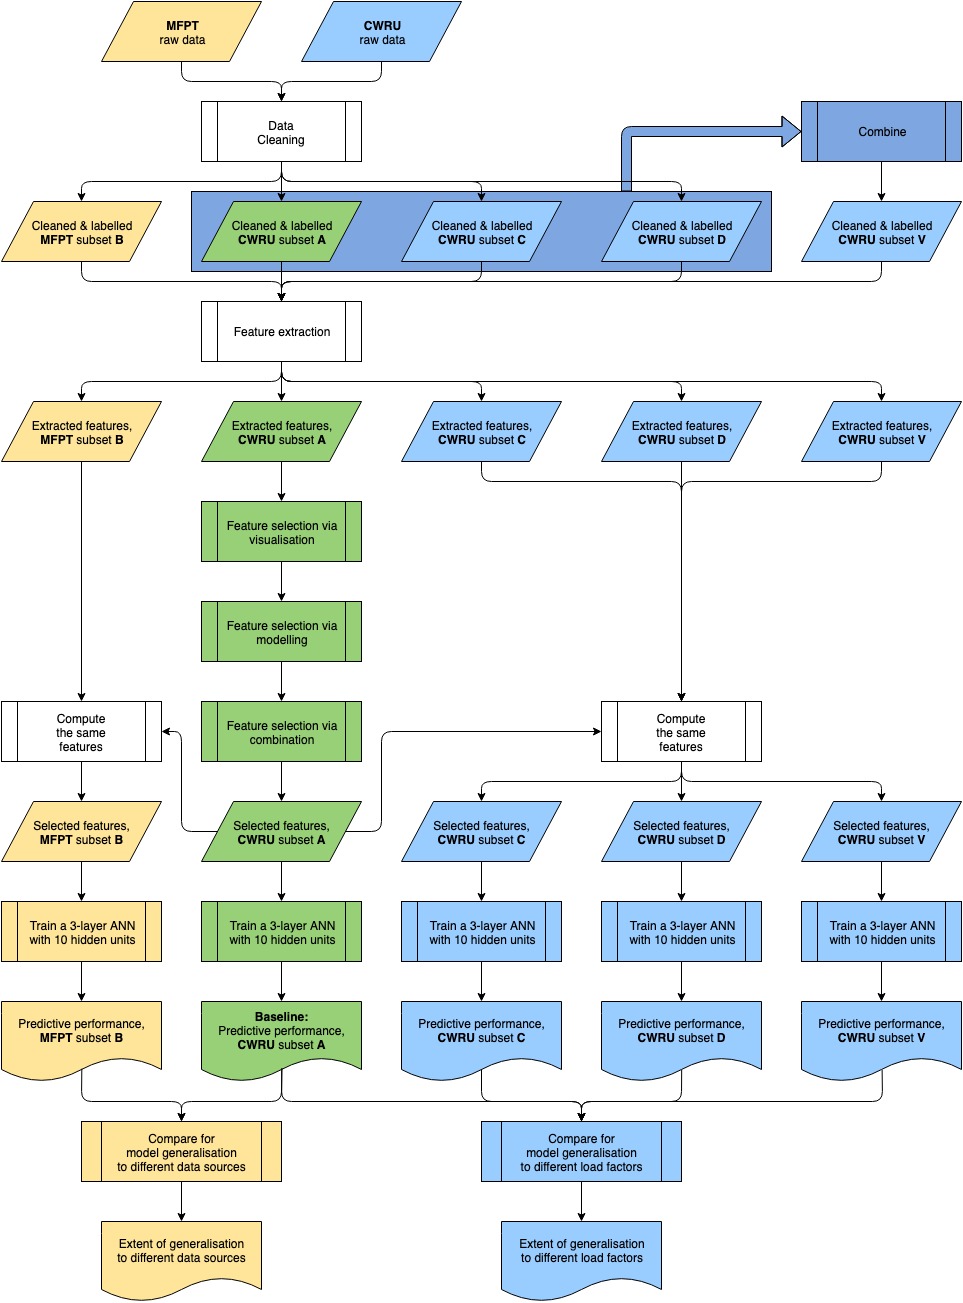 MFPT
raw data
CWRU
raw data
Data
Cleaning
Combine
Cleaned & labelled
MFPT subset B
Cleaned & labelled
CWRU subset A
Cleaned & labelled
CWRU subset C
Cleaned & labelled
CWRU subset D
Cleaned & labelled
CWRU subset V
Feature extraction
Extracted features,
MFPT subset B
Extracted features,
CWRU subset A
Extracted features,
CWRU subset C
Extracted features,
CWRU subset D
Extracted features,
CWRU subset V
Feature selection via
visualisation
Feature selection via
modelling
Compute
the same
features
Feature selection via
combination
Compute
the same
features
Selected features,
MFPT subset B
Selected features,
CWRU subset A
Selected features,
CWRU subset C
Selected features,
CWRU subset D
Selected features,
CWRU subset V
Train a 3-layer ANN
with 10 hidden units
Train a 3-layer ANN
with 10 hidden units
Train a 3-layer ANN
with 10 hidden units
Train a 3-layer ANN
with 10 hidden units
Train a 3-layer ANN
with 10 hidden units
Predictive performance,
MFPT subset B
Baseline:
Predictive performance,
CWRU subset A
Predictive performance,
CWRU subset C
Predictive performance,
CWRU subset D
Predictive performance,
CWRU subset V
Compare for
model generalisation
to different data sources
Compare for
model generalisation
to different load factors
Extent of generalisation
to different data sources
Extent of generalisation
to different load factors